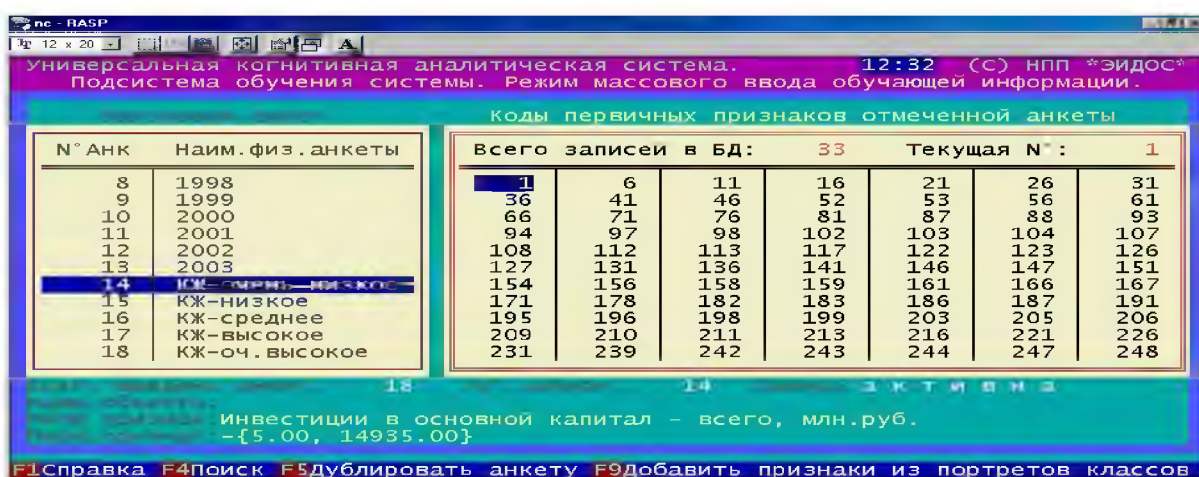 nc - RASP
12 x 20 A
Универсальная когнитивная аналитическая система. 12:32 (C) НПП *ЭЙДОС*
Подсистема обучения системы. Режим массового ввода обучающей информации.
Коды первичных признаков отмеченной анкеты
N°Анк Наим.физ.анкеты Всего записей в БД: 33 Текущая N°: 1
8 1998 1 6 11 16 21 26 31
9 1999 36 41 46 52 53 56 61
10 2000 66 71 76 81 87 88 93
11 2001 94 97 98 102 103 104 107
12 2002 108 112 113 117 122 123 126
13 2003 127 131 136 141 146 147 151
14 КЖ-очень низкое 154 156 158 159 161 166 167
15 КЖ-низкое 171 178 182 183 186 187 191
16 КЖ-среднее 195 196 198 199 203 205 206
17 КЖ-высокое 209 210 211 213 216 221 226
18 КЖ-оч.высокое 231 239 242 243 244 247 248
18 14 а к т и в н а
Инвестиции в основной капитал - всего, млн.руб.
-{5.00, 14935.00}
F1Справка F4Поиск F5Дублировать анкету F9Добавить признаки из портретов классов